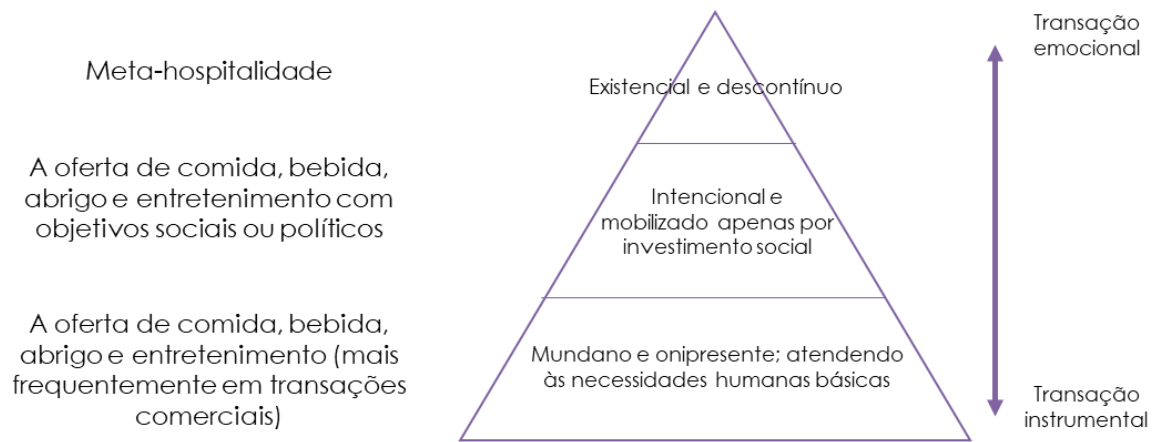 Meta-hospitalidade
A oferta de comida, bebida,
abrigo e entretenimento com
objetivos sociais ou políticos
A oferta de comida, bebida,
abrigo e entretenimento (mais
frequentemente em transações
comerciais)
Existencial e descontínuo
Intencional e
mobilizado apenas por
investimento social
Mundano e onipresente; atendendo
às necessidades humanas básicas
Transação
emocional
Transação
instrumental